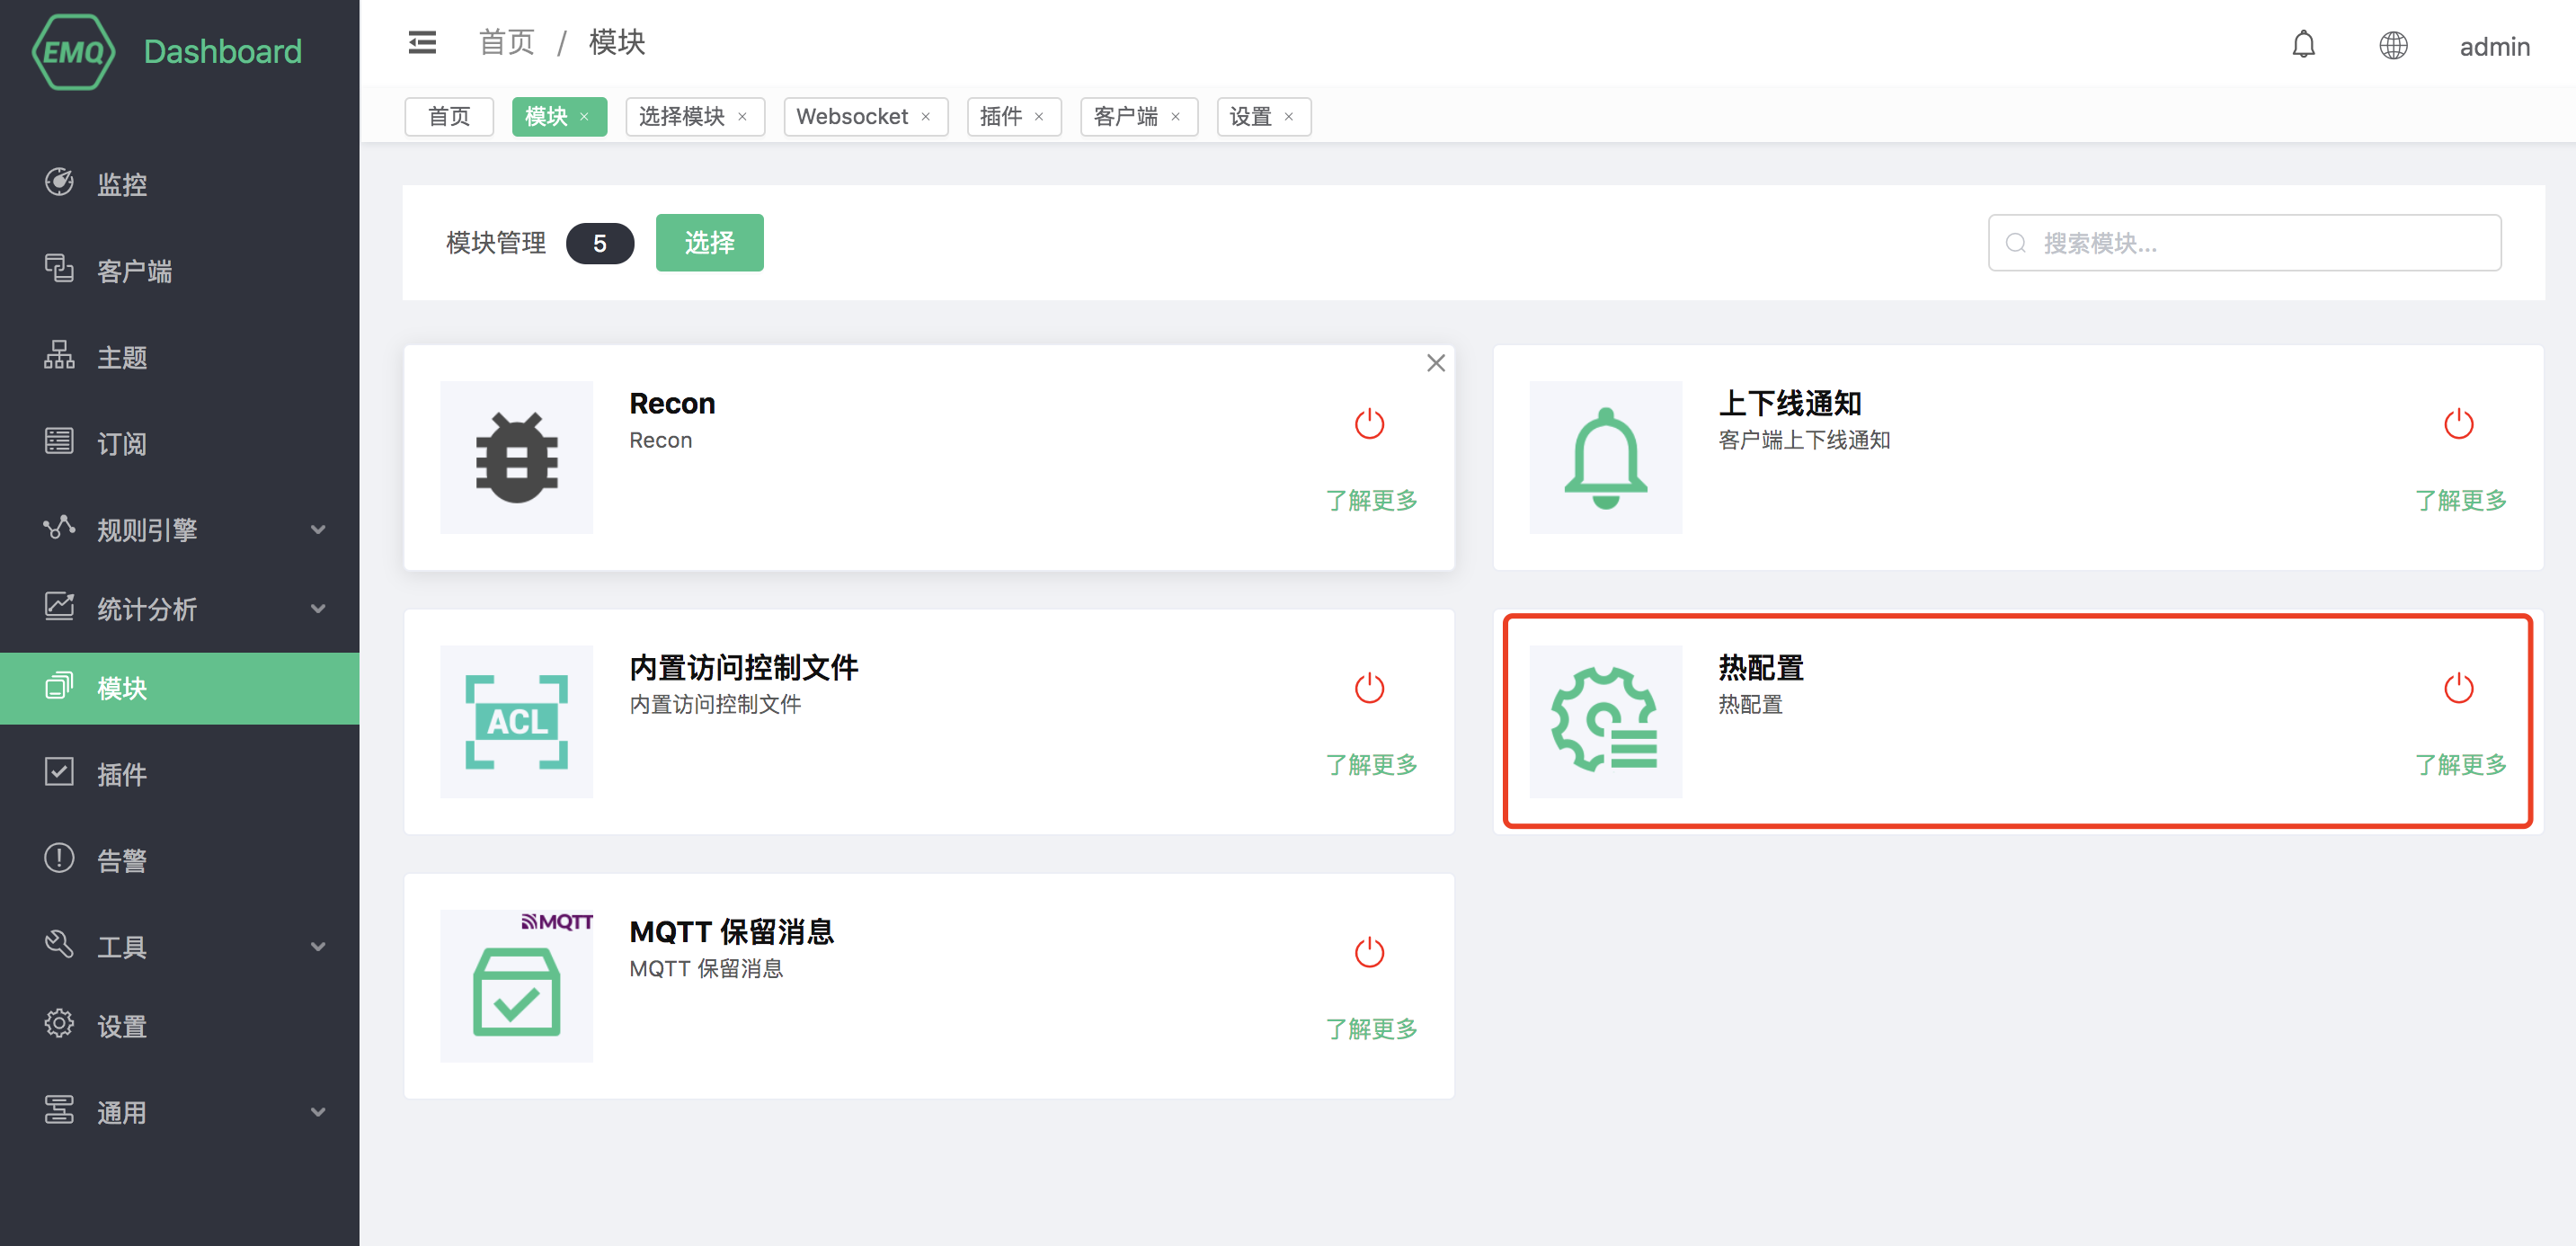 EMQ Dashboard
监控
客户端
主题
订阅
规则引擎
统计分析
模块
插件
告警
工具
设置
通用
首页 / 模块
admin
首页 模块 × 选择模块 × Websocket × 插件 × 客户端 × 设置 ×
模块管理 5 选择
搜索模块...
Recon
Recon
了解更多
上下线通知
客户端上下线通知
了解更多
内置访问控制文件
内置访问控制文件
ACL
了解更多
热配置
热配置
了解更多
MQTT
MQTT 保留消息
MQTT 保留消息
了解更多